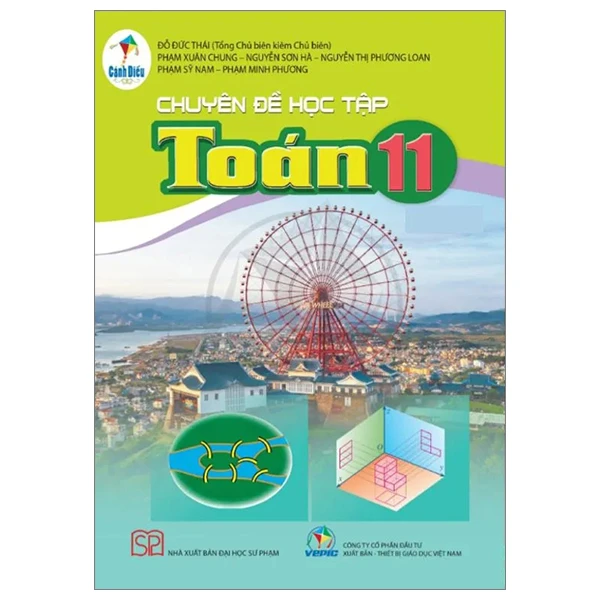 Cánh Diều
ĐỖ ĐỨC THÁI (Tổng Chủ biên kiêm Chủ biên)
PHẠM XUÂN CHUNG – NGUYỄN SƠN HÀ – NGUYỄN THỊ PHƯƠNG LOAN
PHẠM SỸ NAM – PHẠM MINH PHƯƠNG
CHUYÊN ĐỀ HỌC TẬP
Toán 11
SP
NHÀ XUẤT BẢN ĐẠI HỌC SƯ PHẠM
VEPIC
CÔNG TY CỔ PHẦN ĐẦU TƯ
XUẤT BẢN - THIẾT BỊ GIÁO DỤC VIỆT NAM